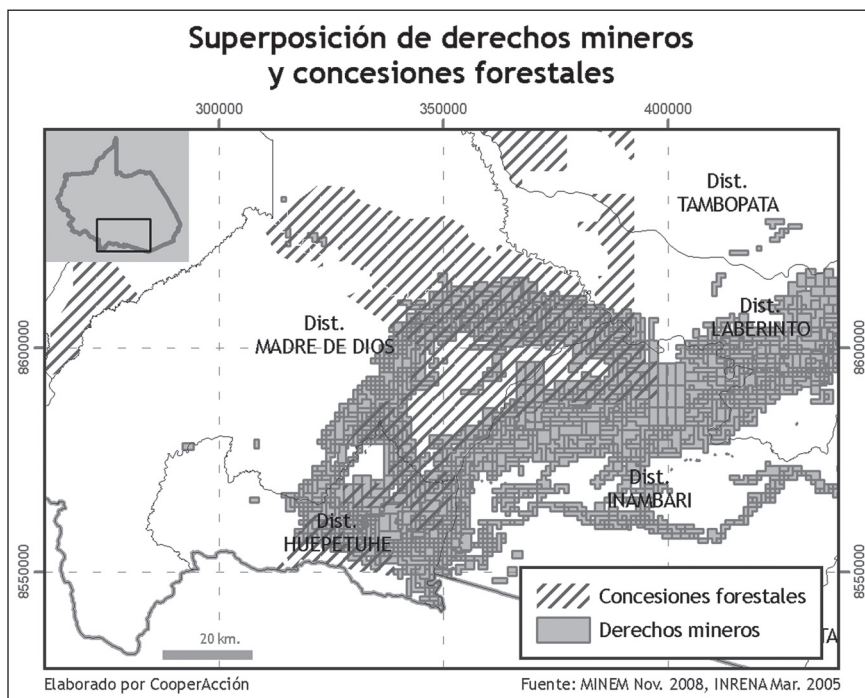 Superposición de derechos mineros
y concesiones forestales
300000
350000
400000
Dist.
TAMBOPATA
Dist.
LABERINTO
Dist.
MADRE DE DIOS
8600000
8600000
Dist.
INAMBARI
Dist.
HUEPETUHE
8550000
8550000
Concesiones forestales
Derechos mineros
TA
20 km.
Elaborado por CooperAcción
Fuente: MINEM Nov. 2008, INRENA Mar. 2005